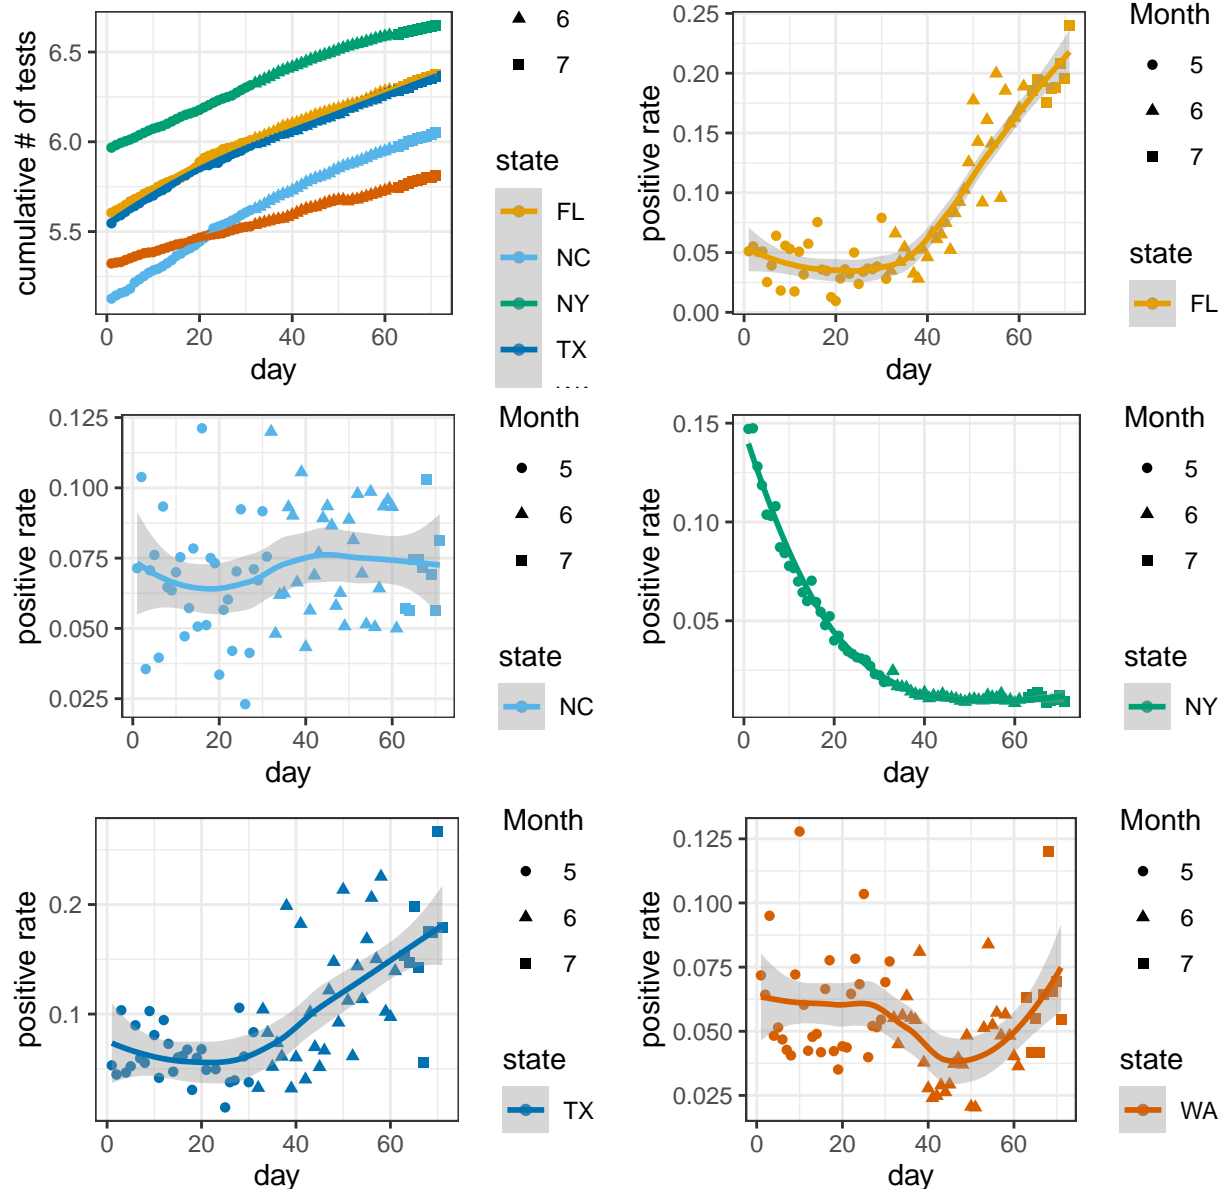 cumulative # of tests
6.5
6.0
5.5
0
20
40
60
day
6
7
state
FL
NC
NY
TX
positive rate
0.25
0.20
0.15
0.10
0.05
0.00
0
20
40
60
day
Month
5
6
7
state
FL
positive rate
0.125
0.100
0.075
0.050
0.025
0
20
40
60
day
Month
5
6
7
state
NC
positive rate
0.15
0.10
0.05
0
20
40
60
day
Month
5
6
7
state
NY
positive rate
0.2
0.1
0
20
40
60
day
Month
5
6
7
state
TX
positive rate
0.125
0.100
0.075
0.050
0.025
0
20
40
60
day
Month
5
6
7
state
WA